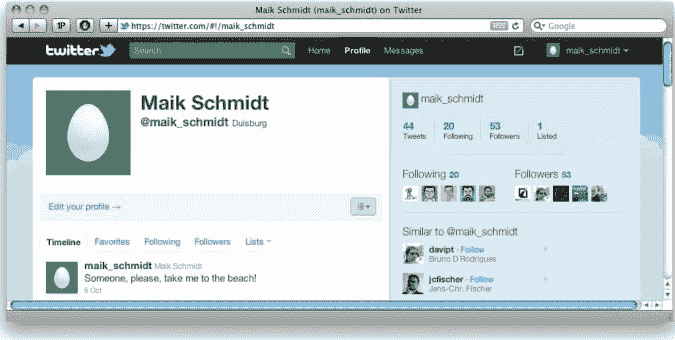 Maik Schmidt (maik_schmidt) on Twitter
1P
https://twitter.com/#!/maik_schmidt
RSS
Google
twitter
Search
Home Profile Messages
maik_schmidt
Maik Schmidt
@maik_schmidt Duisburg
Edit your profile →
Timeline Favorites Following Followers Lists
maik_schmidt Maik Schmidt
Someone, please, take me to the beach!
6 Oct
maik_schmidt
44 20 53 1
Tweets Following Followers Listed
Following 20 Followers 53
Similar to @maik_schmidt
davipt · Follow
Bruno D Rodrigues
jcfischer · Follow
Jens-Chr. Fischer